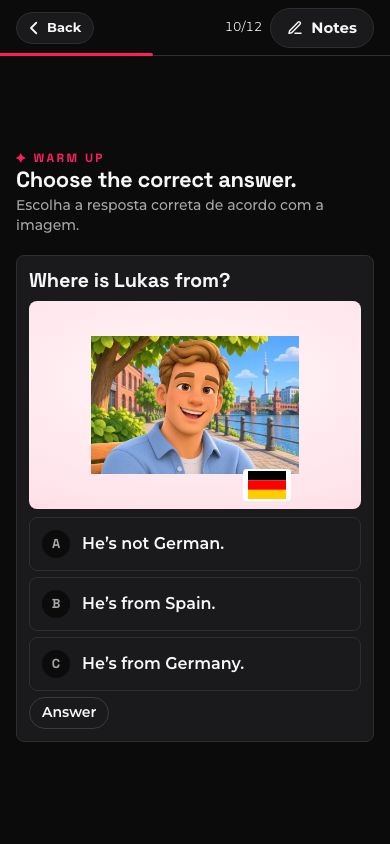 Back
10/12
Notes
WARM UP
Choose the correct answer.
Escolha a resposta correta de acordo com a
imagem.
Where is Lukas from?
A He's not German.
B He's from Spain.
C He's from Germany.
Answer